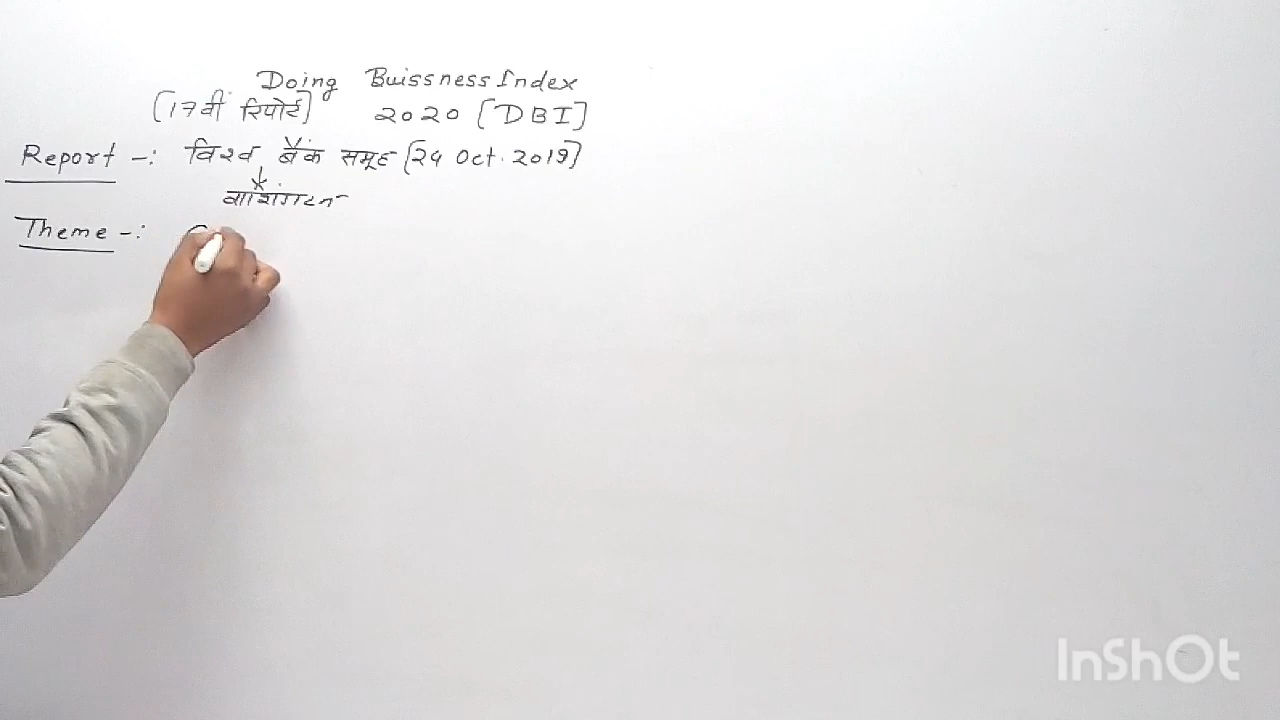 Doing Buissness Index
(17वीं रिपोर्ट] 2020 [DBI]
Report -: विश्व बैंक समूह [24 Oct. 2019]
वाशिंगटन
Theme -:
InShOt